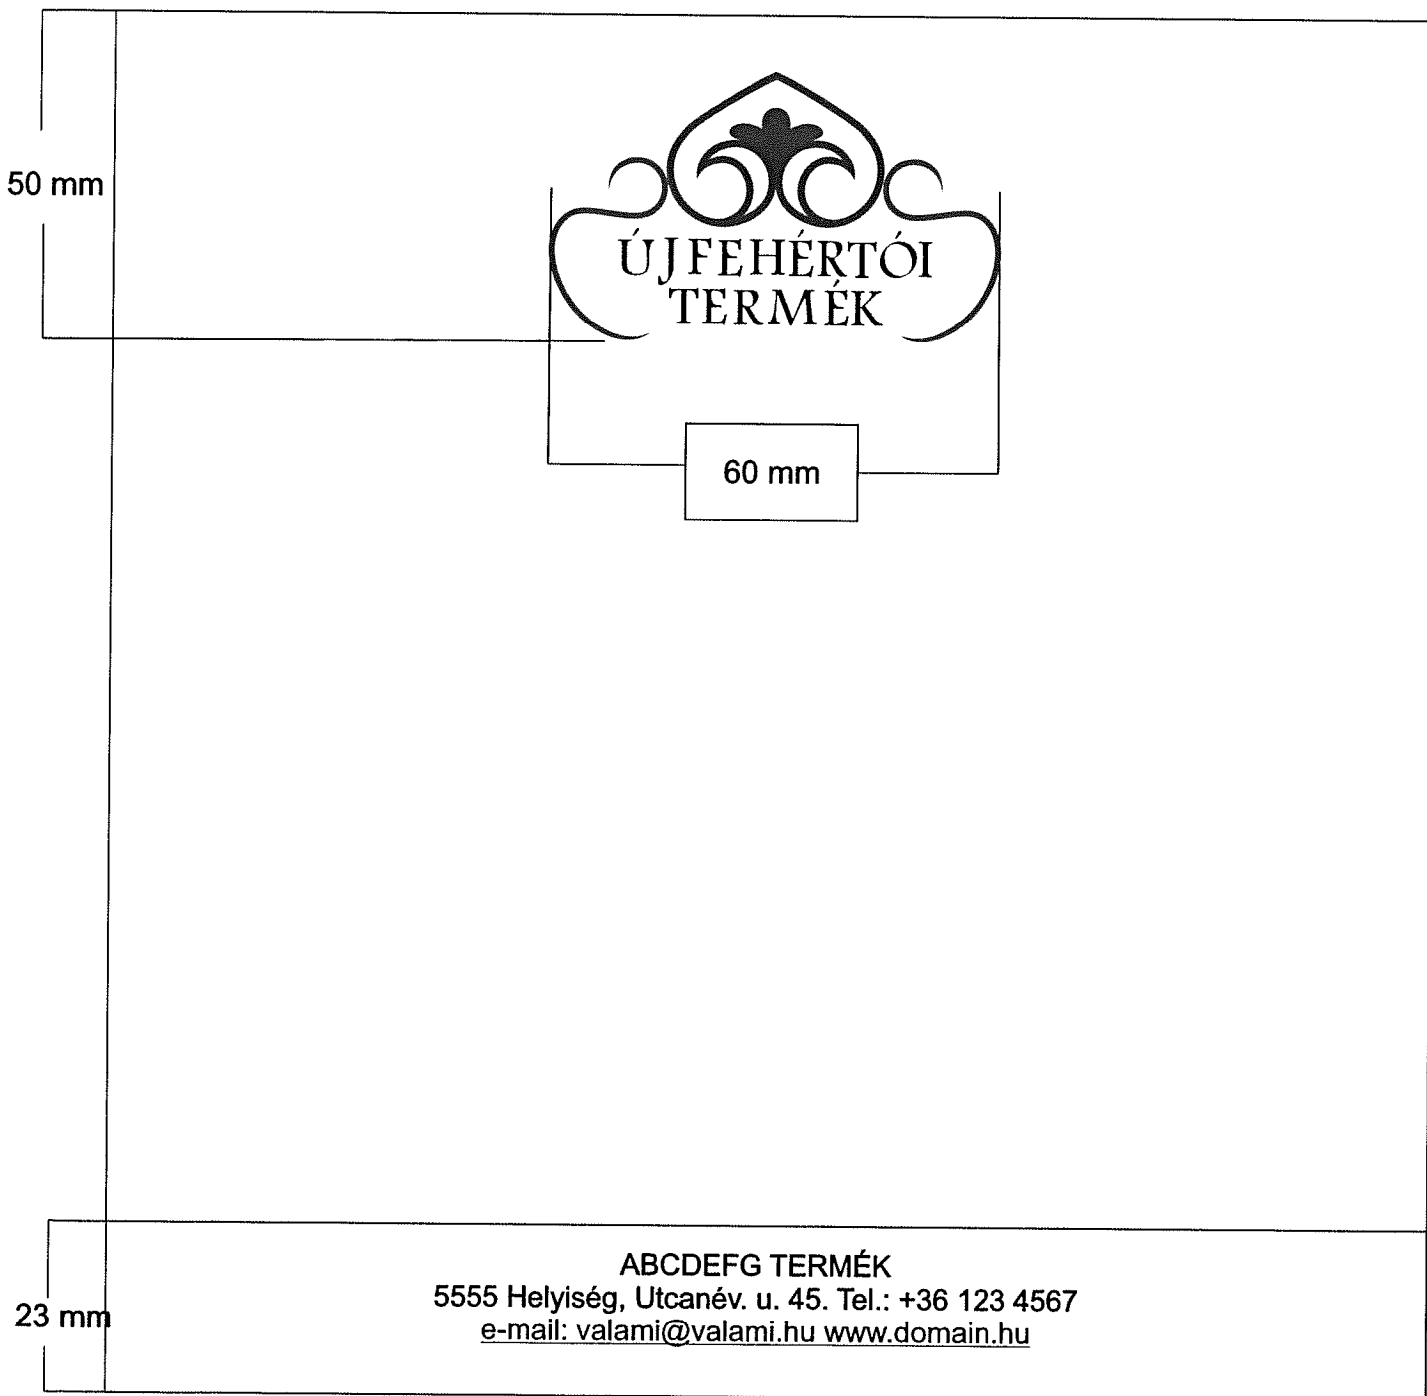 50 mm
ÚJFEHÉRTÓI
TERMÉK
60 mm
ABCDEFG TERMÉK
5555 Helyiség, Utcanév. u. 45. Tel.: +36 123 4567
23 mm
e-mail: valami@valami.hu www.domain.hu